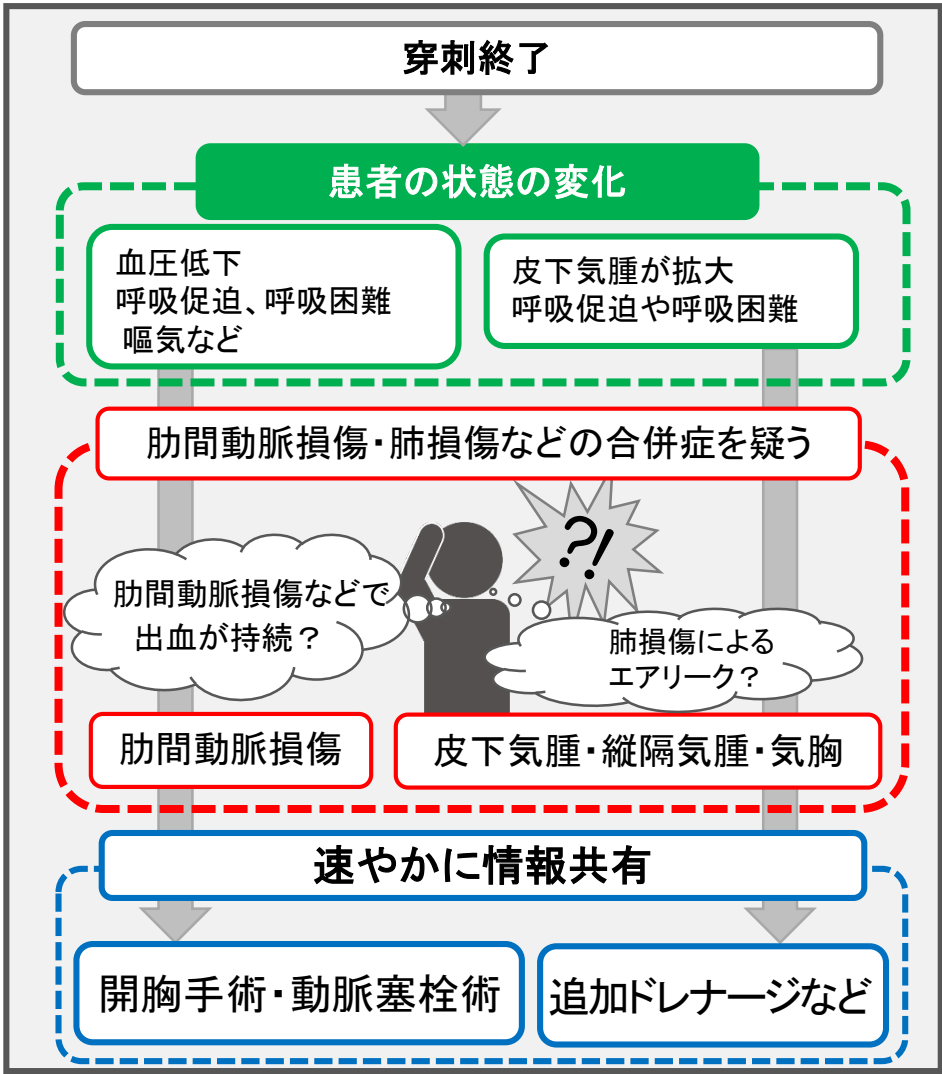 穿刺終了
患者の状態の変化
血圧低下
呼吸促迫、呼吸困難
嘔気など
皮下気腫が拡大
呼吸促迫や呼吸困難
肋間動脈損傷・肺損傷などの合併症を疑う
?!
肋間動脈損傷などで
出血が持続？
肺損傷による
エアリーク？
肋間動脈損傷
皮下気腫・縦隔気腫・気胸
速やかに情報共有
開胸手術・動脈塞栓術
追加ドレナージなど